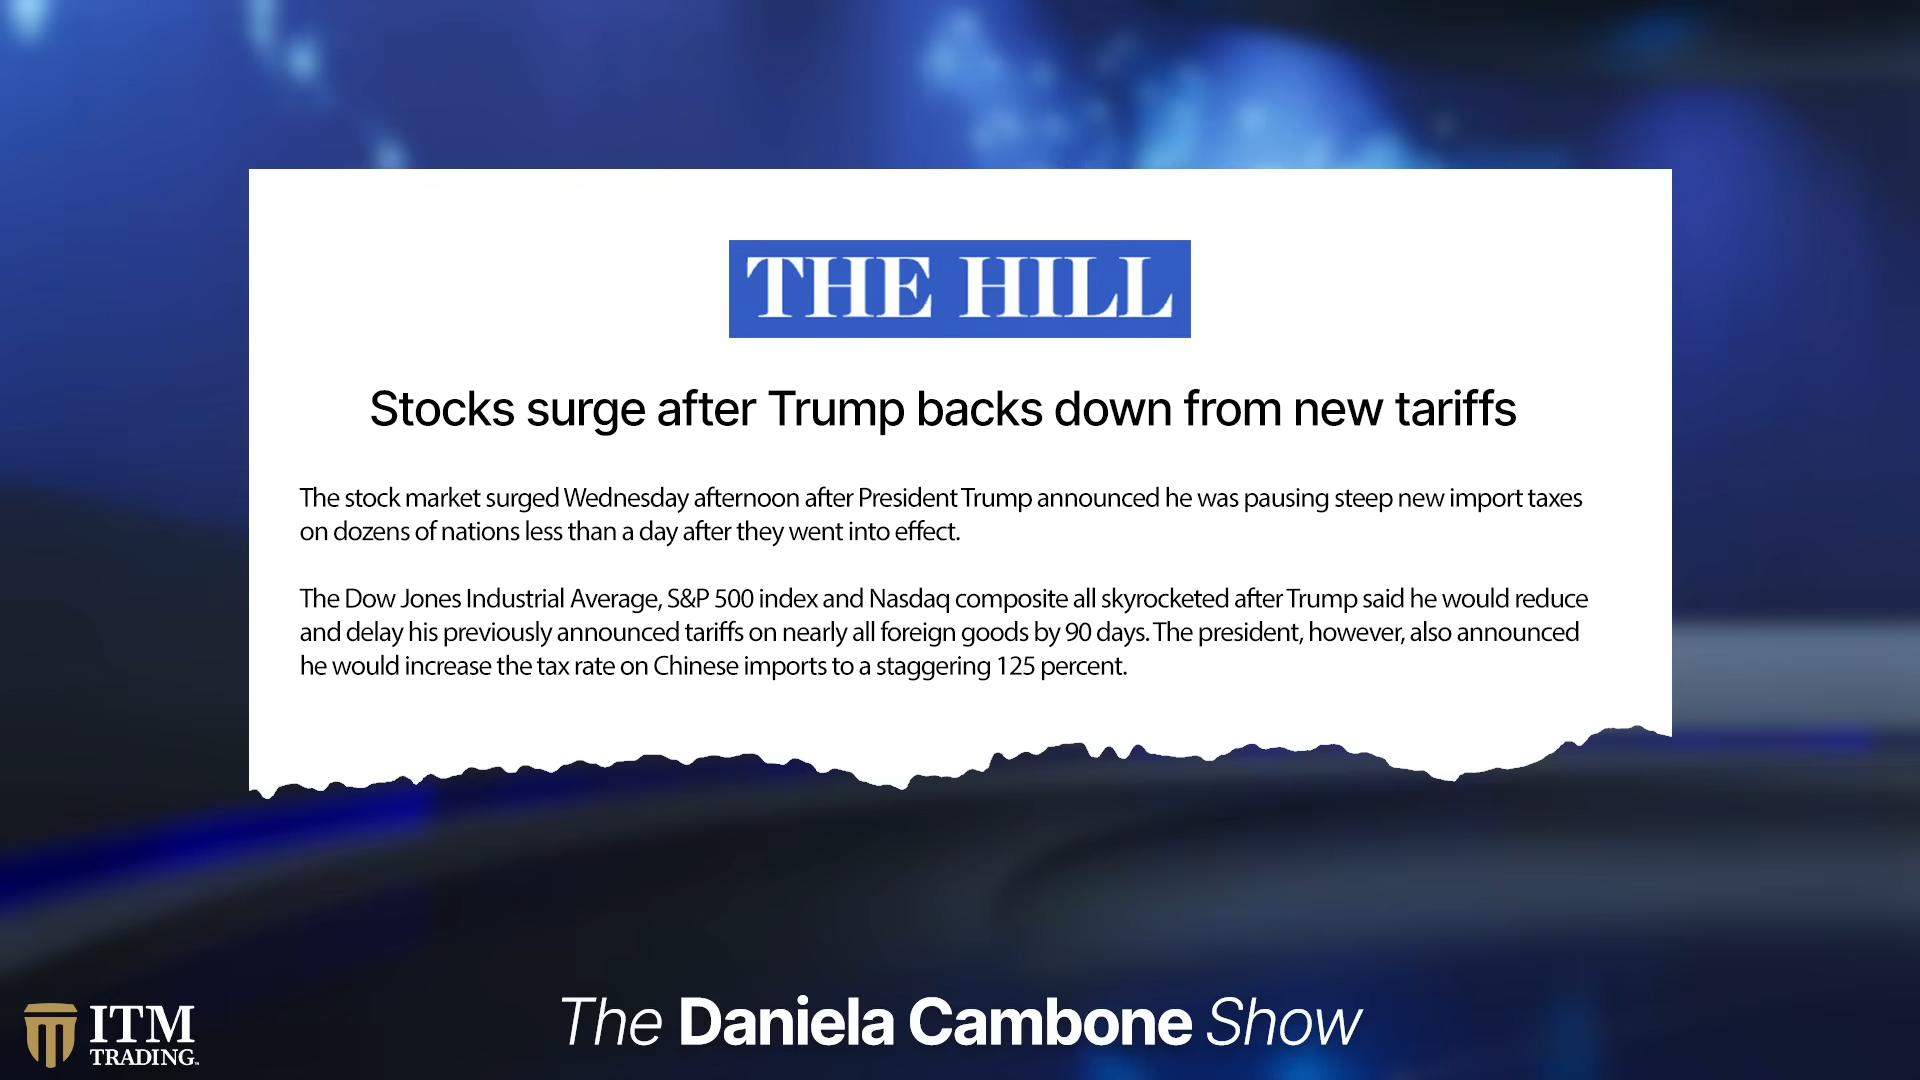 THE HILL
Stocks surge after Trump backs down from new tariffs
The stock market surged Wednesday afternoon after President Trump announced he was pausing steep new import taxes
on dozens of nations less than a day after they went into effect.
The Dow Jones Industrial Average, S&P 500 index and Nasdaq composite all skyrocketed after Trump said he would reduce
and delay his previously announced tariffs on nearly all foreign goods by 90 days. The president, however, also announced
he would increase the tax rate on Chinese imports to a staggering 125 percent.
The Daniela Cambone Show
ITM
TRADING